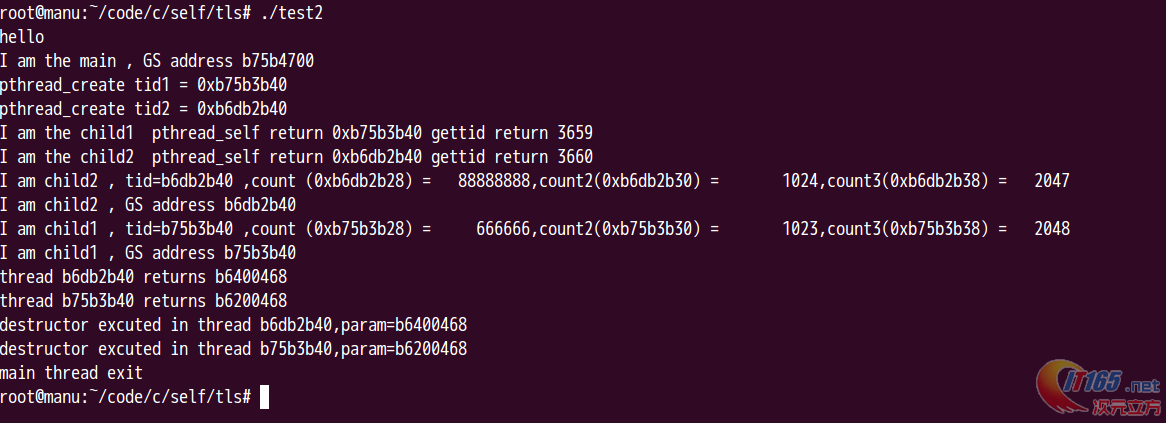 root@manu:~/code/c/self/tls# ./test2
hello
I am the main , GS address b75b4700
pthread_create tid1 = 0xb75b3b40
pthread_create tid2 = 0xb6db2b40
I am the child1  pthread_self return 0xb75b3b40 gettid return 3659
I am the child2  pthread_self return 0xb6db2b40 gettid return 3660
I am child2 , tid=b6db2b40 ,count (0xb6db2b28) =   88888888,count2(0xb6db2b30) =       1024,count3(0xb6db2b38) =   2047
I am child2 , GS address b6db2b40
I am child1 , tid=b75b3b40 ,count (0xb75b3b28) =     666666,count2(0xb75b3b30) =       1023,count3(0xb75b3b38) =   2048
I am child1 , GS address b75b3b40
thread b6db2b40 returns b6400468
thread b75b3b40 returns b6200468
destructor excuted in thread b6db2b40,param=b6400468
destructor excuted in thread b75b3b40,param=b6200468
main thread exit
root@manu:~/code/c/self/tls#
IT165.net
次元立方